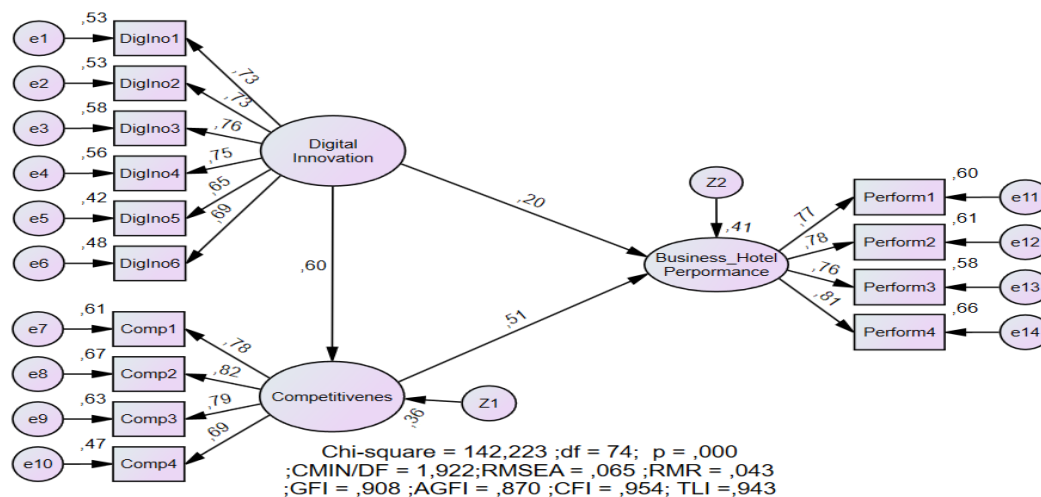 ,53
e1 DigIno1
,53
e2 DigIno2
,58
e3 DigIno3
,56
e4 DigIno4
,42
e5 DigIno5
,48
e6 DigIno6
,73
,73
,76
,75
,65
,69
Digital
Innovation
,20
,60
,51
Z2
,41
Business_Hotel
Perpormance
,77
,78
,76
,81
,60
Perform1 e11
,61
Perform2 e12
,58
Perform3 e13
,66
Perform4 e14
,61
e7 Comp1
,67
e8 Comp2
,63
e9 Comp3
,47
e10 Comp4
,78
,82
,79
,69
Competitivenes
Z1
,36
Chi-square = 142,223 ;df = 74; p = ,000
;CMIN/DF = 1,922;RMSEA = ,065 ;RMR = ,043
;GFI = ,908 ;AGFI = ,870 ;CFI = ,954; TLI =,943